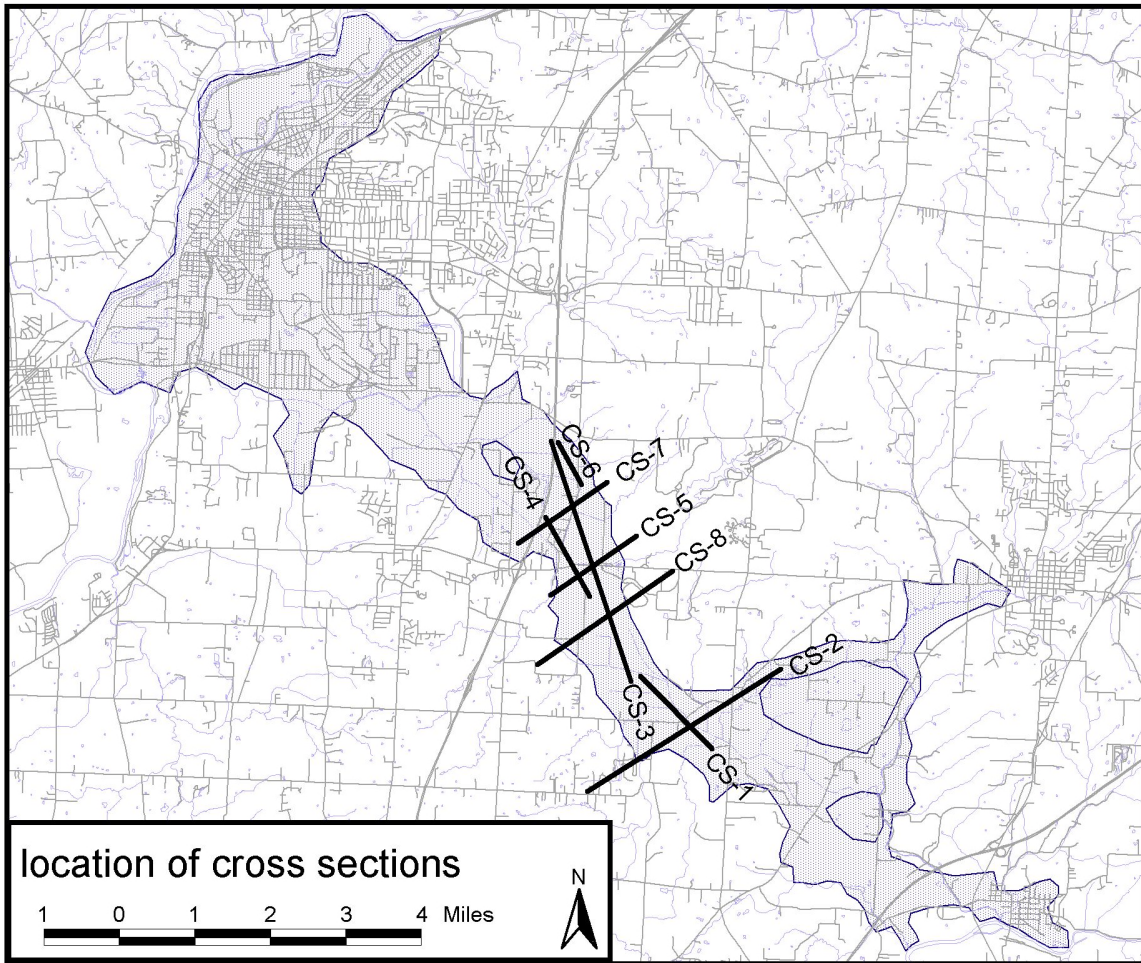 CS-6
CS-7
CS-4
CS-5
CS-8
CS-2
CS-3
CS-1
location of cross sections
N
1 0 1 2 3 4 Miles